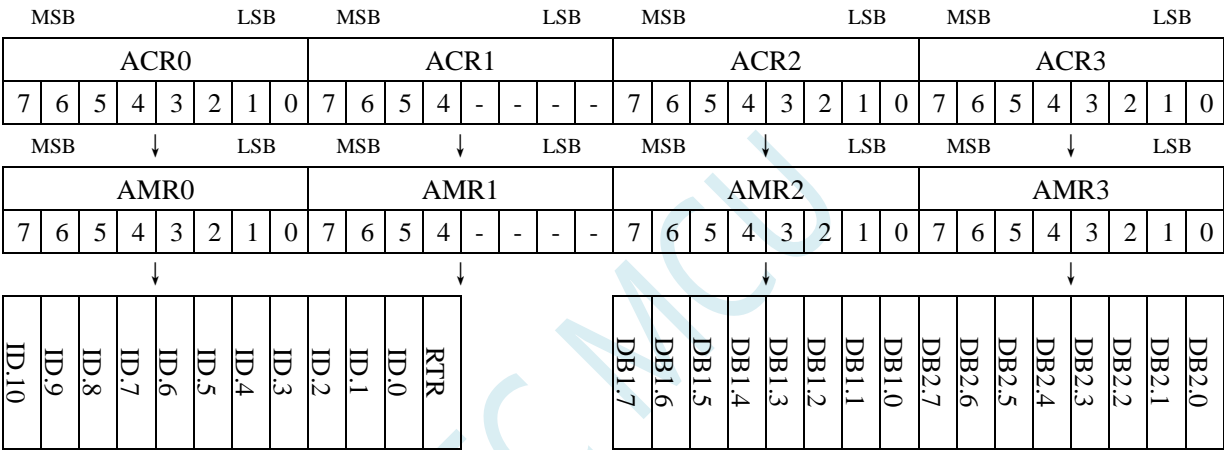 MSB LSB MSB LSB MSB LSB MSB LSB
ACR0 ACR1 ACR2 ACR3
7 6 5 4 3 2 1 0 7 6 5 4 - - - - 7 6 5 4 3 2 1 0 7 6 5 4 3 2 1 0
MSB ↓ LSB MSB ↓ LSB MSB ↓ LSB MSB ↓ LSB
AMR0 AMR1 AMR2 AMR3
7 6 5 4 3 2 1 0 7 6 5 4 - - - - 7 6 5 4 3 2 1 0 7 6 5 4 3 2 1 0
↓ ↓ ↓ ↓
ID.10 ID.9 ID.8 ID.7 ID.6 ID.5 ID.4 ID.3 ID.2 ID.1 ID.0 RTR DB1.7 DB1.6 DB1.5 DB1.4 DB1.3 DB1.2 DB1.1 DB1.0 DB2.7 DB2.6 DB2.5 DB2.4 DB2.3 DB2.2 DB2.1 DB2.0
MCU